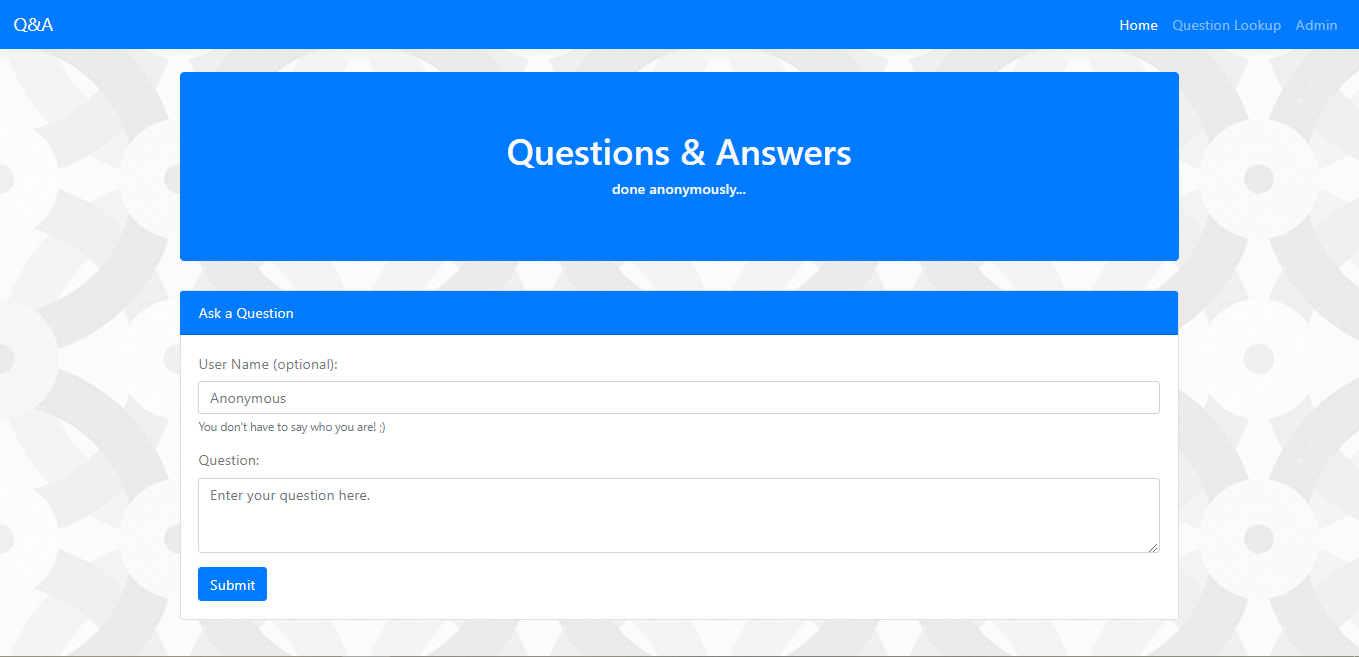 Q&A
Home Question Lookup Admin
Questions & Answers
done anonymously...
Ask a Question
User Name (optional):
Anonymous
You don't have to say who you are! ;)
Question:
Enter your question here.
Submit